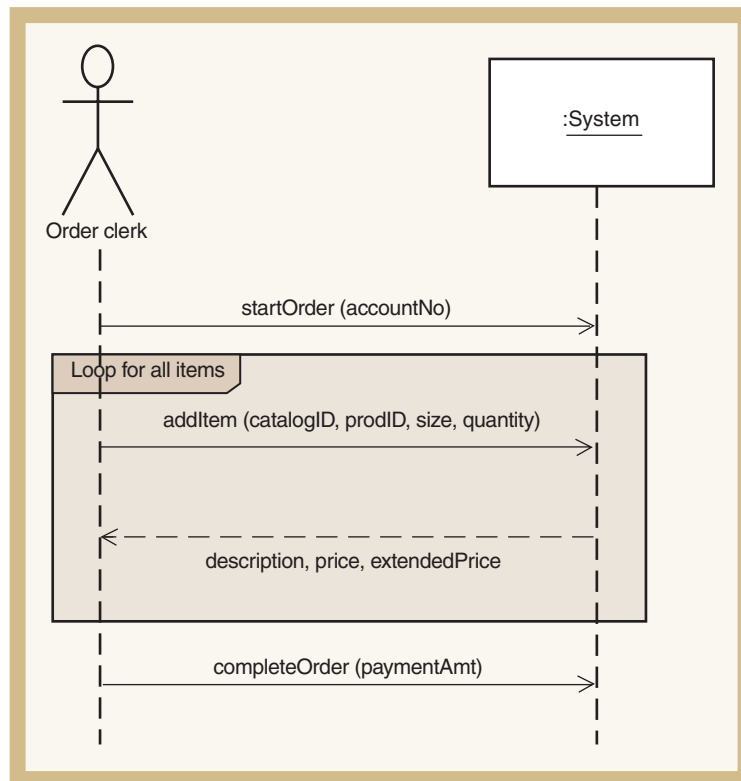 :System
Order clerk
startOrder (accountNo)
Loop for all items
addItem (catalogID, prodID, size, quantity)
description, price, extendedPrice
completeOrder (paymentAmt)